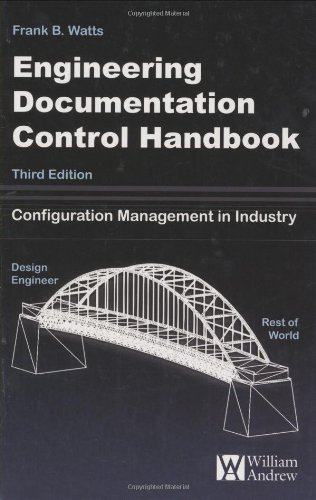 Frank B. Watts
Engineering
Documentation
Control Handbook
Third Edition
Configuration Management in Industry
Design
Engineer
Rest of
World
William
Andrew